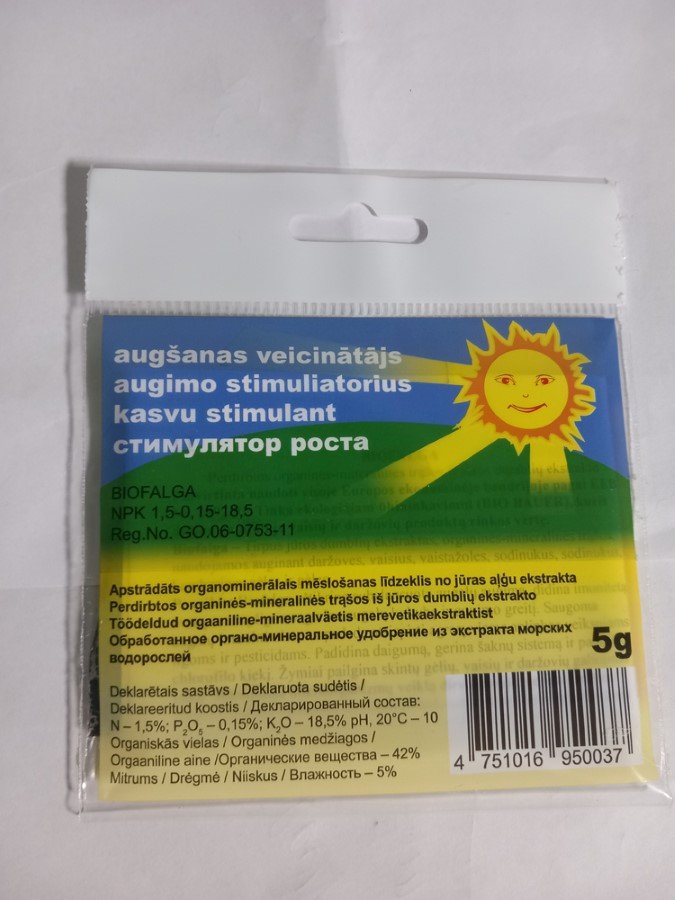 augšanas veicinātājs
augimo stimuliatorius
kasvu stimulant
стимулятор роста
BIOFALGA
NPK 1,5-0,15-18,5
Reg.No. GO.06-0753-11
Apstrādāts organominerālais mēslošanas līdzeklis no jūras aļģu ekstrakta
Perdirbtos organinės-mineralinės trąšos iš jūros dumblių ekstrakto
Töödeldud orgaaniline-mineraalväetis merevetikaekstraktist
Обработанное органо-минеральное удобрение из экстракта морских
водорослей
5g
Deklarētais sastāvs / Deklaruota sudėtis /
Deklareeritud koostis / Декларированный состав:
N – 1,5%; P₂O₅ – 0,15%; K₂O – 18,5% pH, 20°C – 10
Organiskās vielas / Organinės medžiagos /
Orgaaniline aine /Органические вещества – 42%
Mitrums / Drėgmė / Niiskus / Влажность – 5%
4 751016 950037